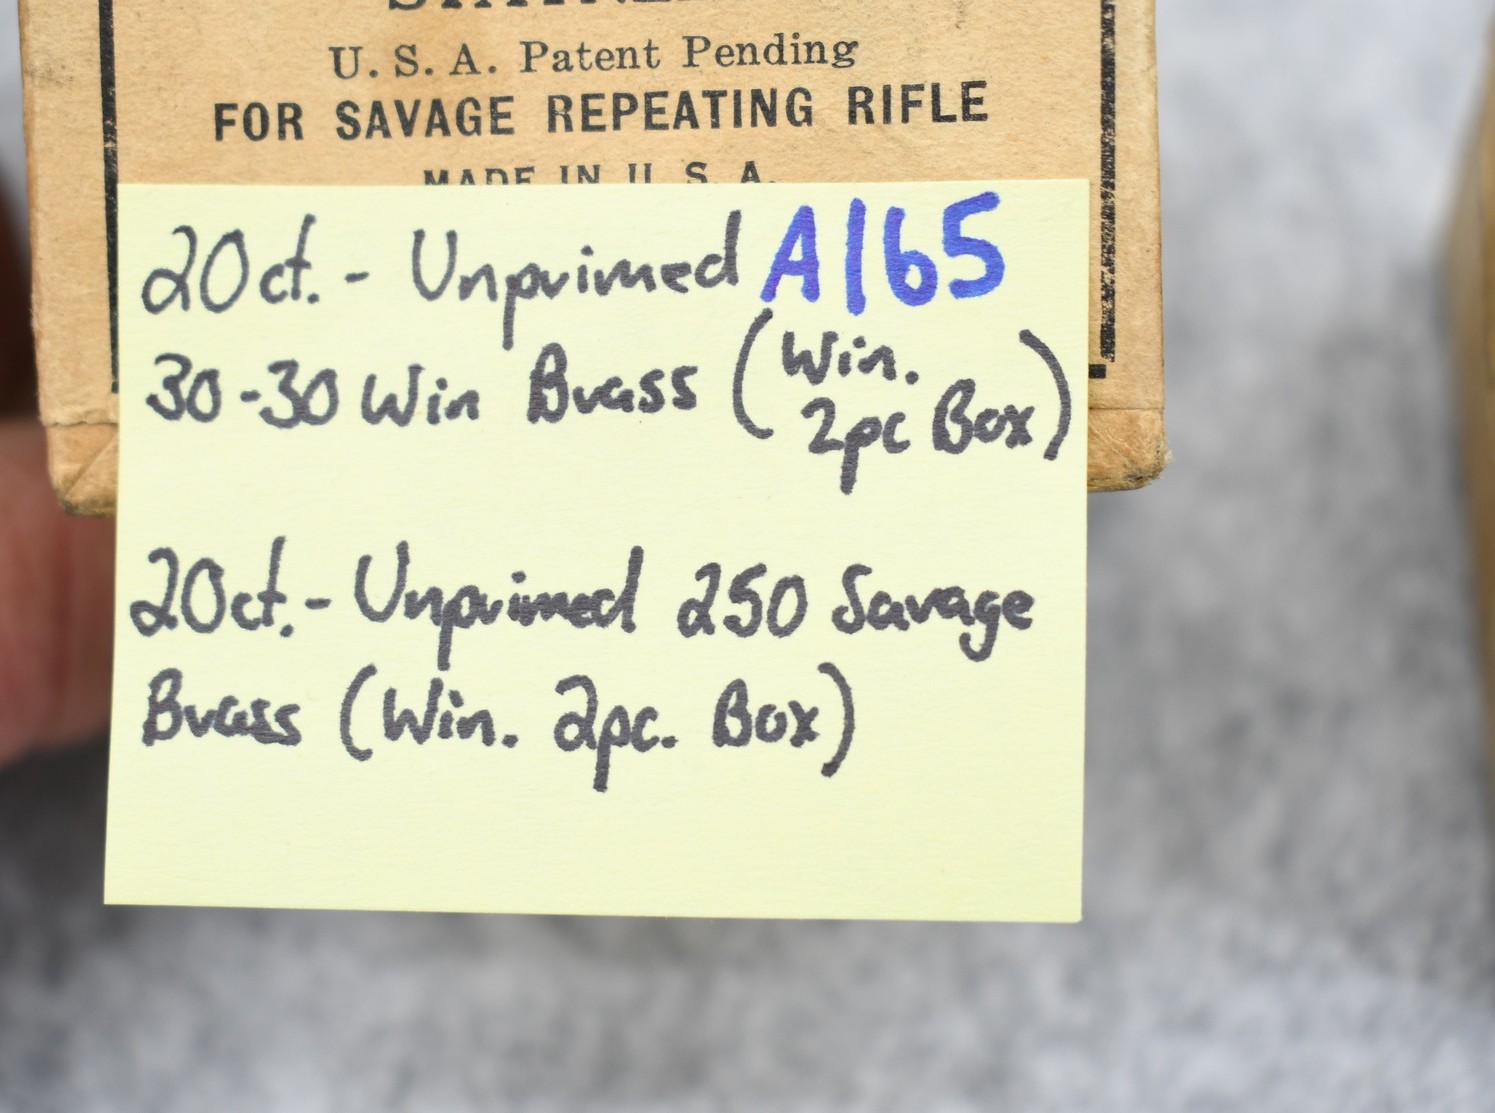 U. S. A. Patent Pending
FOR SAVAGE REPEATING RIFLE
MADE IN U. S. A.
20ct. - Unprimed A165
30-30 Win Brass (Win. 2pc Box)
20ct. - Unprimed 250 Savage
Brass (Win. 2pc. Box)